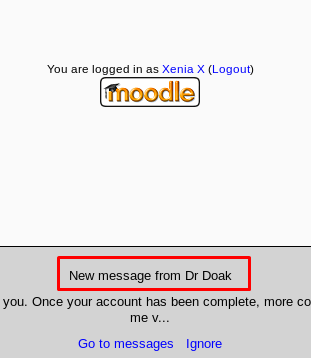 You are logged in as Xenia X (Logout)
moodle
New message from Dr Doak
you. Once your account has been complete, more co
me v...
Go to messages Ignore